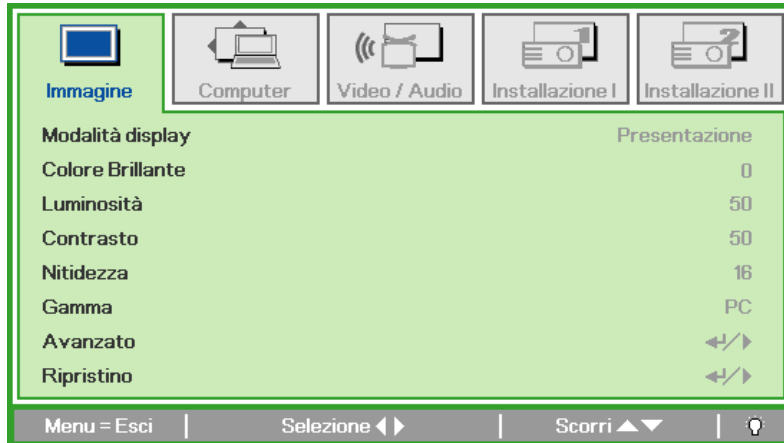 Immagine Computer Video / Audio Installazione I Installazione II
Modalità display Presentazione
Colore Brillante 0
Luminosità 50
Contrasto 50
Nitidezza 16
Gamma PC
Avanzato
Ripristino
Menu = Esci Selezione Scorri